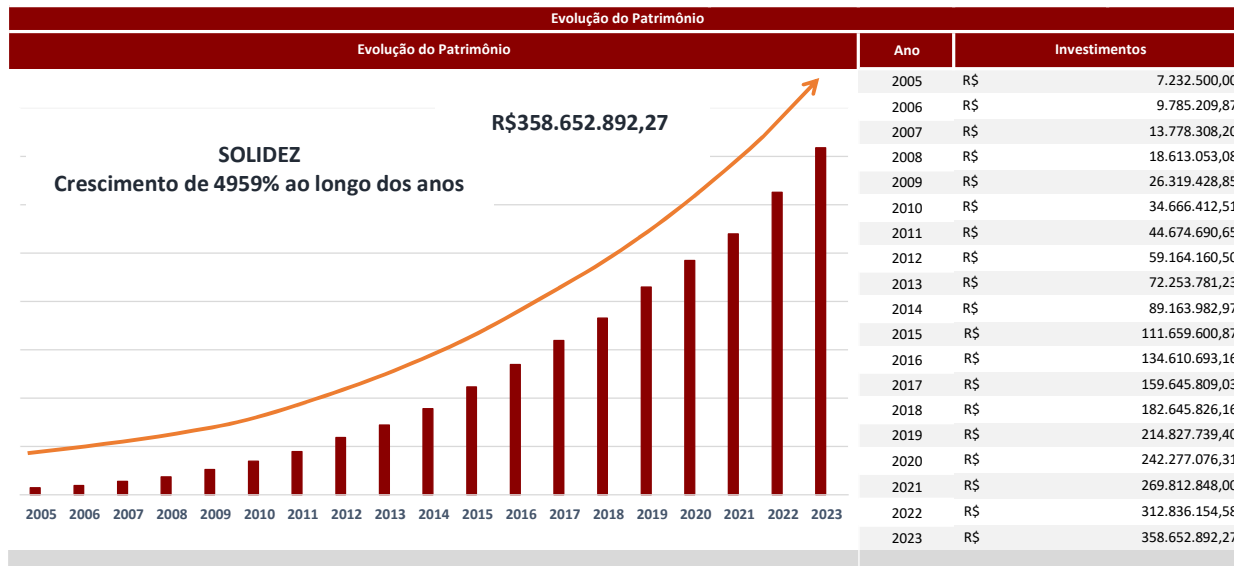 Evolução do Patrimônio
Evolução do Patrimônio
Ano Investimentos
R$358.652.892,27
SOLIDEZ
Crescimento de 4959% ao longo dos anos
2005 2006 2007 2008 2009 2010 2011 2012 2013 2014 2015 2016 2017 2018 2019 2020 2021 2022 2023
2005 R$ 7.232.500,00
2006 R$ 9.785.209,87
2007 R$ 13.778.308,20
2008 R$ 18.613.053,08
2009 R$ 26.319.428,85
2010 R$ 34.666.412,51
2011 R$ 44.674.690,65
2012 R$ 59.164.160,50
2013 R$ 72.253.781,23
2014 R$ 89.163.982,97
2015 R$ 111.659.600,87
2016 R$ 134.610.693,16
2017 R$ 159.645.809,03
2018 R$ 182.645.826,16
2019 R$ 214.827.739,40
2020 R$ 242.277.076,31
2021 R$ 269.812.848,00
2022 R$ 312.836.154,58
2023 R$ 358.652.892,27